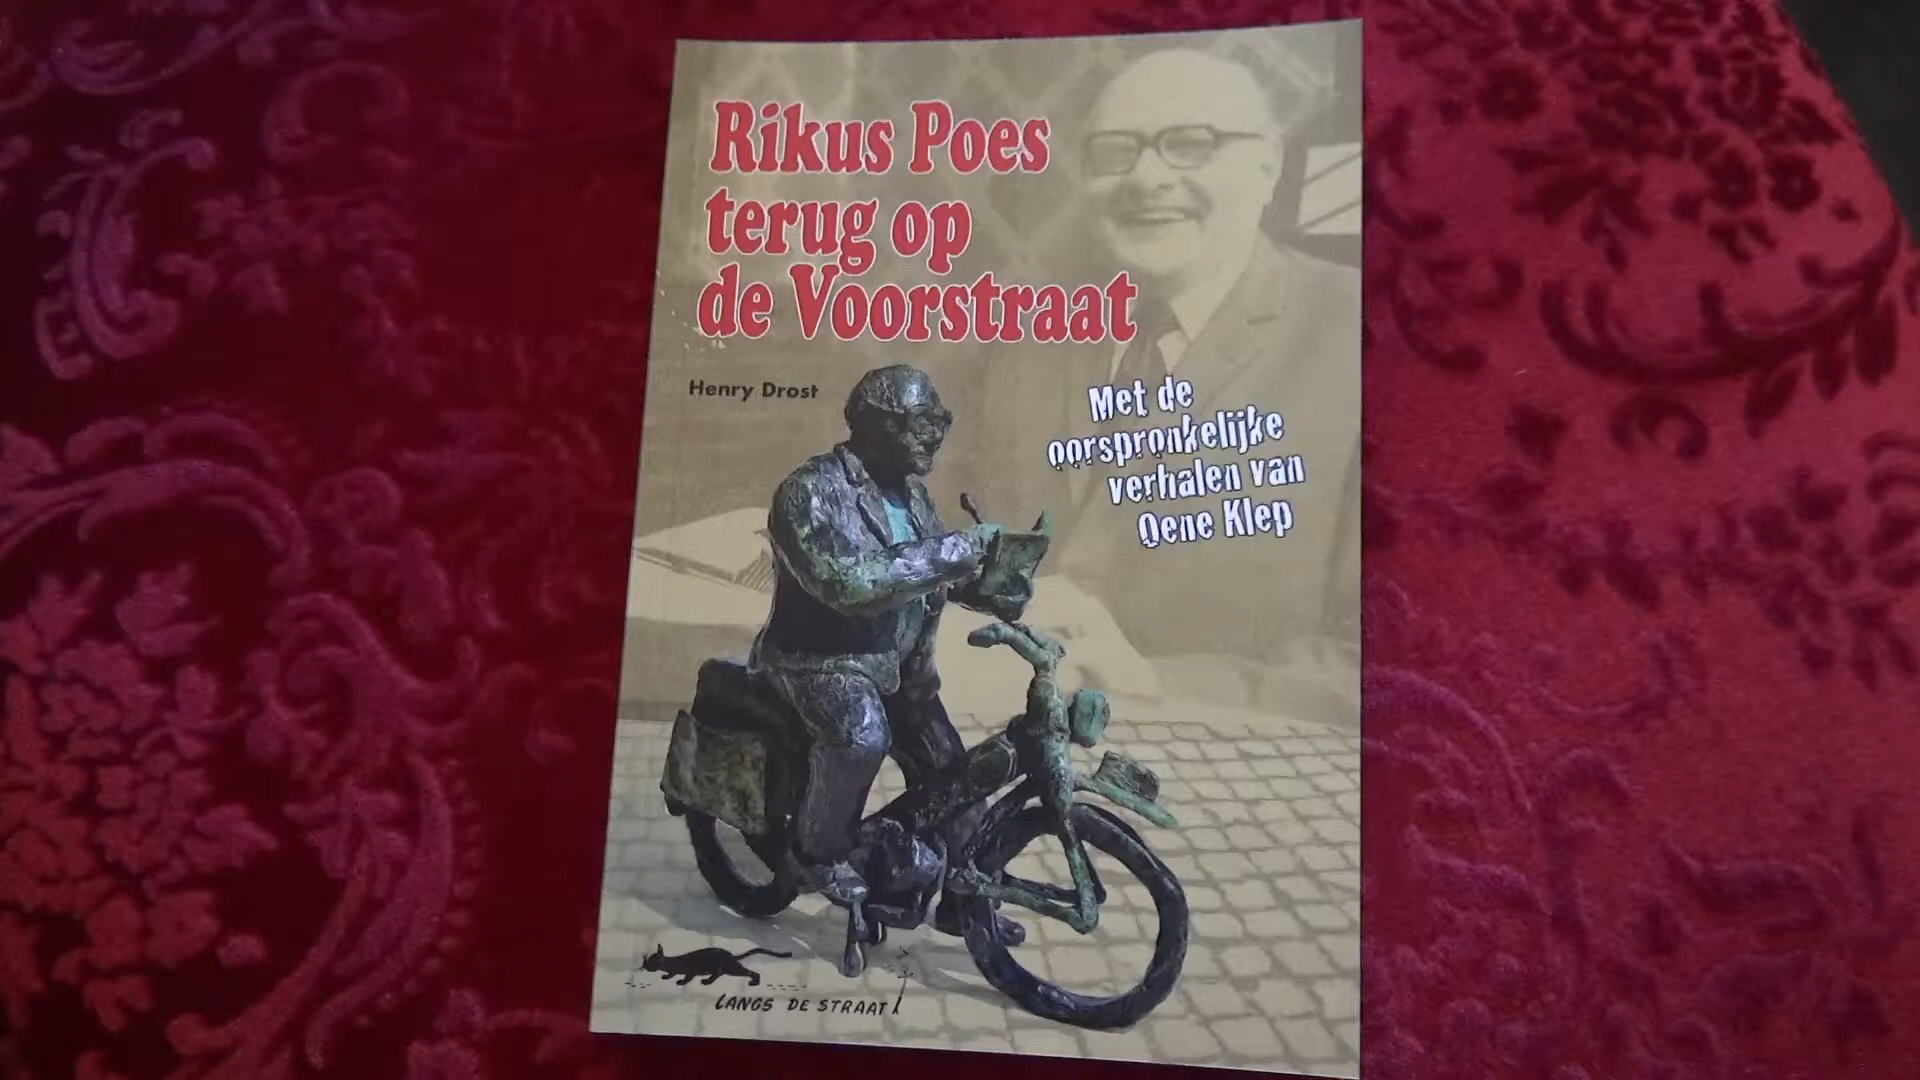 Rikus Poes
terug op
de Voorstraat
Henry Drost
Met de
oorspronkelijke
verhalen van
Oene Klep
LANGS DE STRAAT